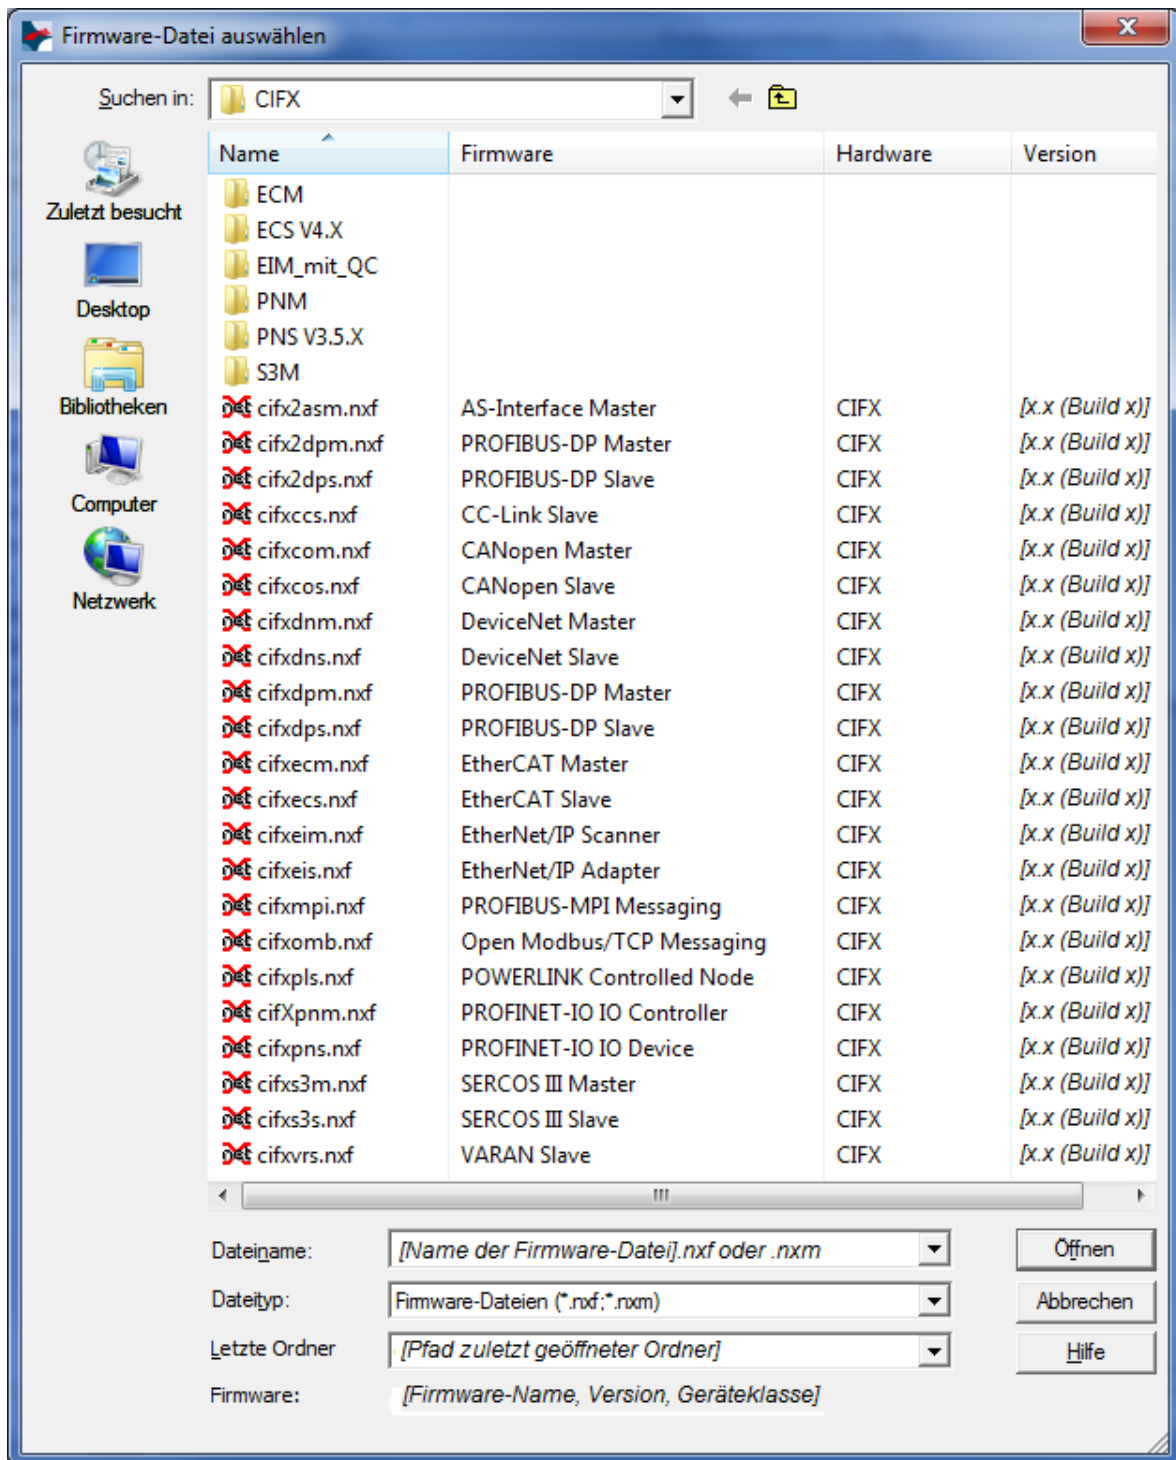 Firmware-Datei auswählen
Suchen in: CIFX
Name Firmware Hardware Version
Zuletzt besucht
Desktop
Bibliotheken
Computer
Netzwerk
ECM
ECS V4.X
EIM_mit_QC
PNM
PNS V3.5.X
S3M
cifx2asm.nxf AS-Interface Master CIFX [x.x (Build x)]
cifx2dpm.nxf PROFIBUS-DP Master CIFX [x.x (Build x)]
cifx2dps.nxf PROFIBUS-DP Slave CIFX [x.x (Build x)]
cifxccs.nxf CC-Link Slave CIFX [x.x (Build x)]
cifxcom.nxf CANopen Master CIFX [x.x (Build x)]
cifxcos.nxf CANopen Slave CIFX [x.x (Build x)]
cifxdnm.nxf DeviceNet Master CIFX [x.x (Build x)]
cifxdns.nxf DeviceNet Slave CIFX [x.x (Build x)]
cifxdpm.nxf PROFIBUS-DP Master CIFX [x.x (Build x)]
cifxdps.nxf PROFIBUS-DP Slave CIFX [x.x (Build x)]
cifxecm.nxf EtherCAT Master CIFX [x.x (Build x)]
cifxecs.nxf EtherCAT Slave CIFX [x.x (Build x)]
cifxeim.nxf EtherNet/IP Scanner CIFX [x.x (Build x)]
cifxeis.nxf EtherNet/IP Adapter CIFX [x.x (Build x)]
cifxmpi.nxf PROFIBUS-MPI Messaging CIFX [x.x (Build x)]
cifxomb.nxf Open Modbus/TCP Messaging CIFX [x.x (Build x)]
cifxpls.nxf POWERLINK Controlled Node CIFX [x.x (Build x)]
cifXpnm.nxf PROFINET-IO IO Controller CIFX [x.x (Build x)]
cifxpns.nxf PROFINET-IO IO Device CIFX [x.x (Build x)]
cifxs3m.nxf SERCOS III Master CIFX [x.x (Build x)]
cifxs3s.nxf SERCOS III Slave CIFX [x.x (Build x)]
cifxvrs.nxf VARAN Slave CIFX [x.x (Build x)]
Dateiname: [Name der Firmware-Datei].nxf oder .nxm Öffnen
Dateityp: Firmware-Dateien (*.nxf;*.nxm) Abbrechen
Letzte Ordner [Pfad zuletzt geöffneter Ordner] Hilfe
Firmware: [Firmware-Name, Version, Geräteklasse]